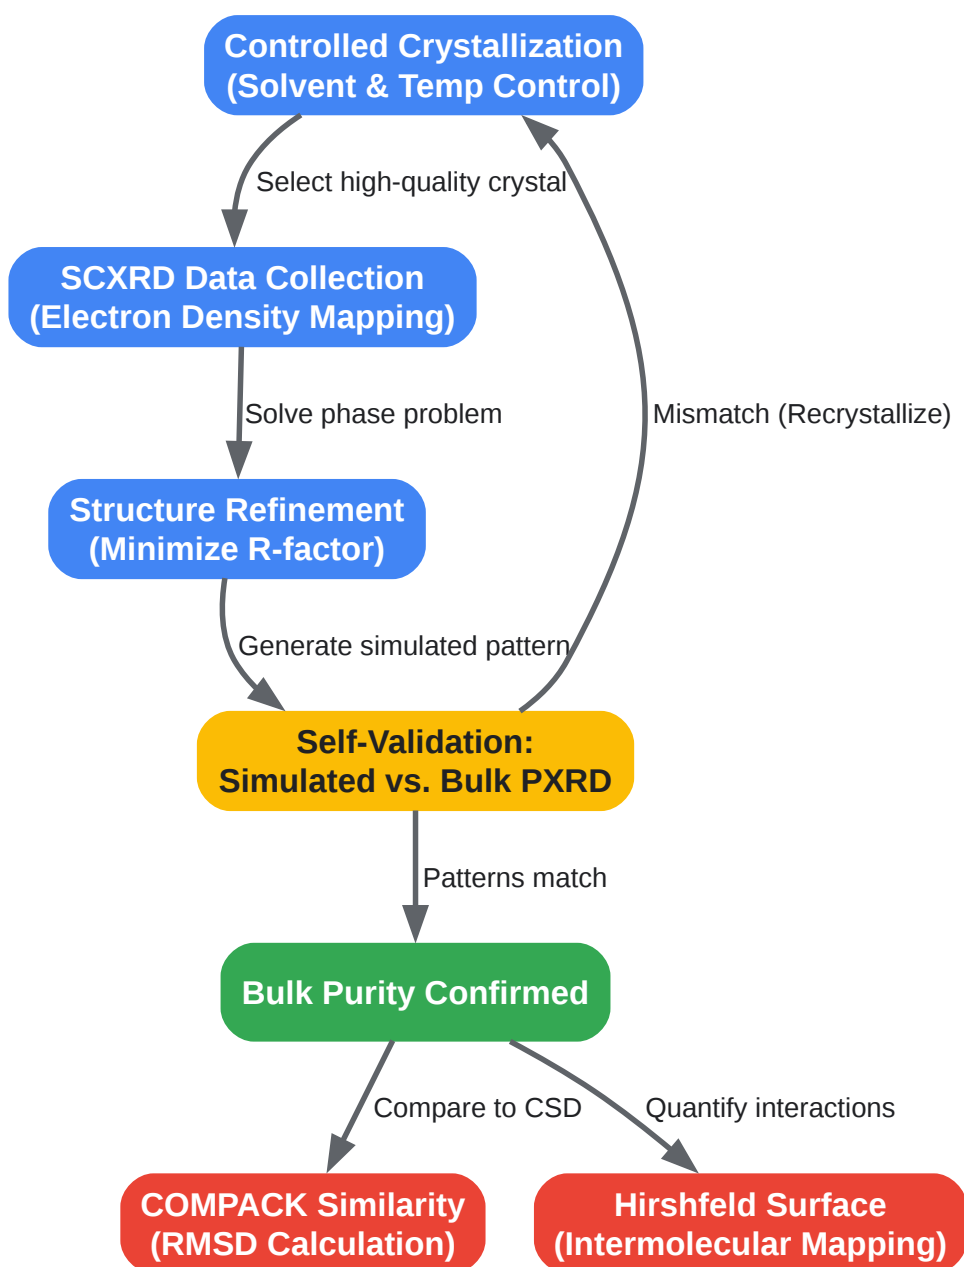 Controlled Crystallization
(Solvent & Temp Control)
Select high-quality crystal
SCXRD Data Collection
(Electron Density Mapping)
Solve phase problem
Mismatch (Recrystallize)
Structure Refinement
(Minimize R-factor)
Generate simulated pattern
Self-Validation:
Simulated vs. Bulk PXRD
Patterns match
Bulk Purity Confirmed
Compare to CSD
Quantify interactions
COMPACK Similarity
(RMSD Calculation)
Hirshfeld Surface
(Intermolecular Mapping)